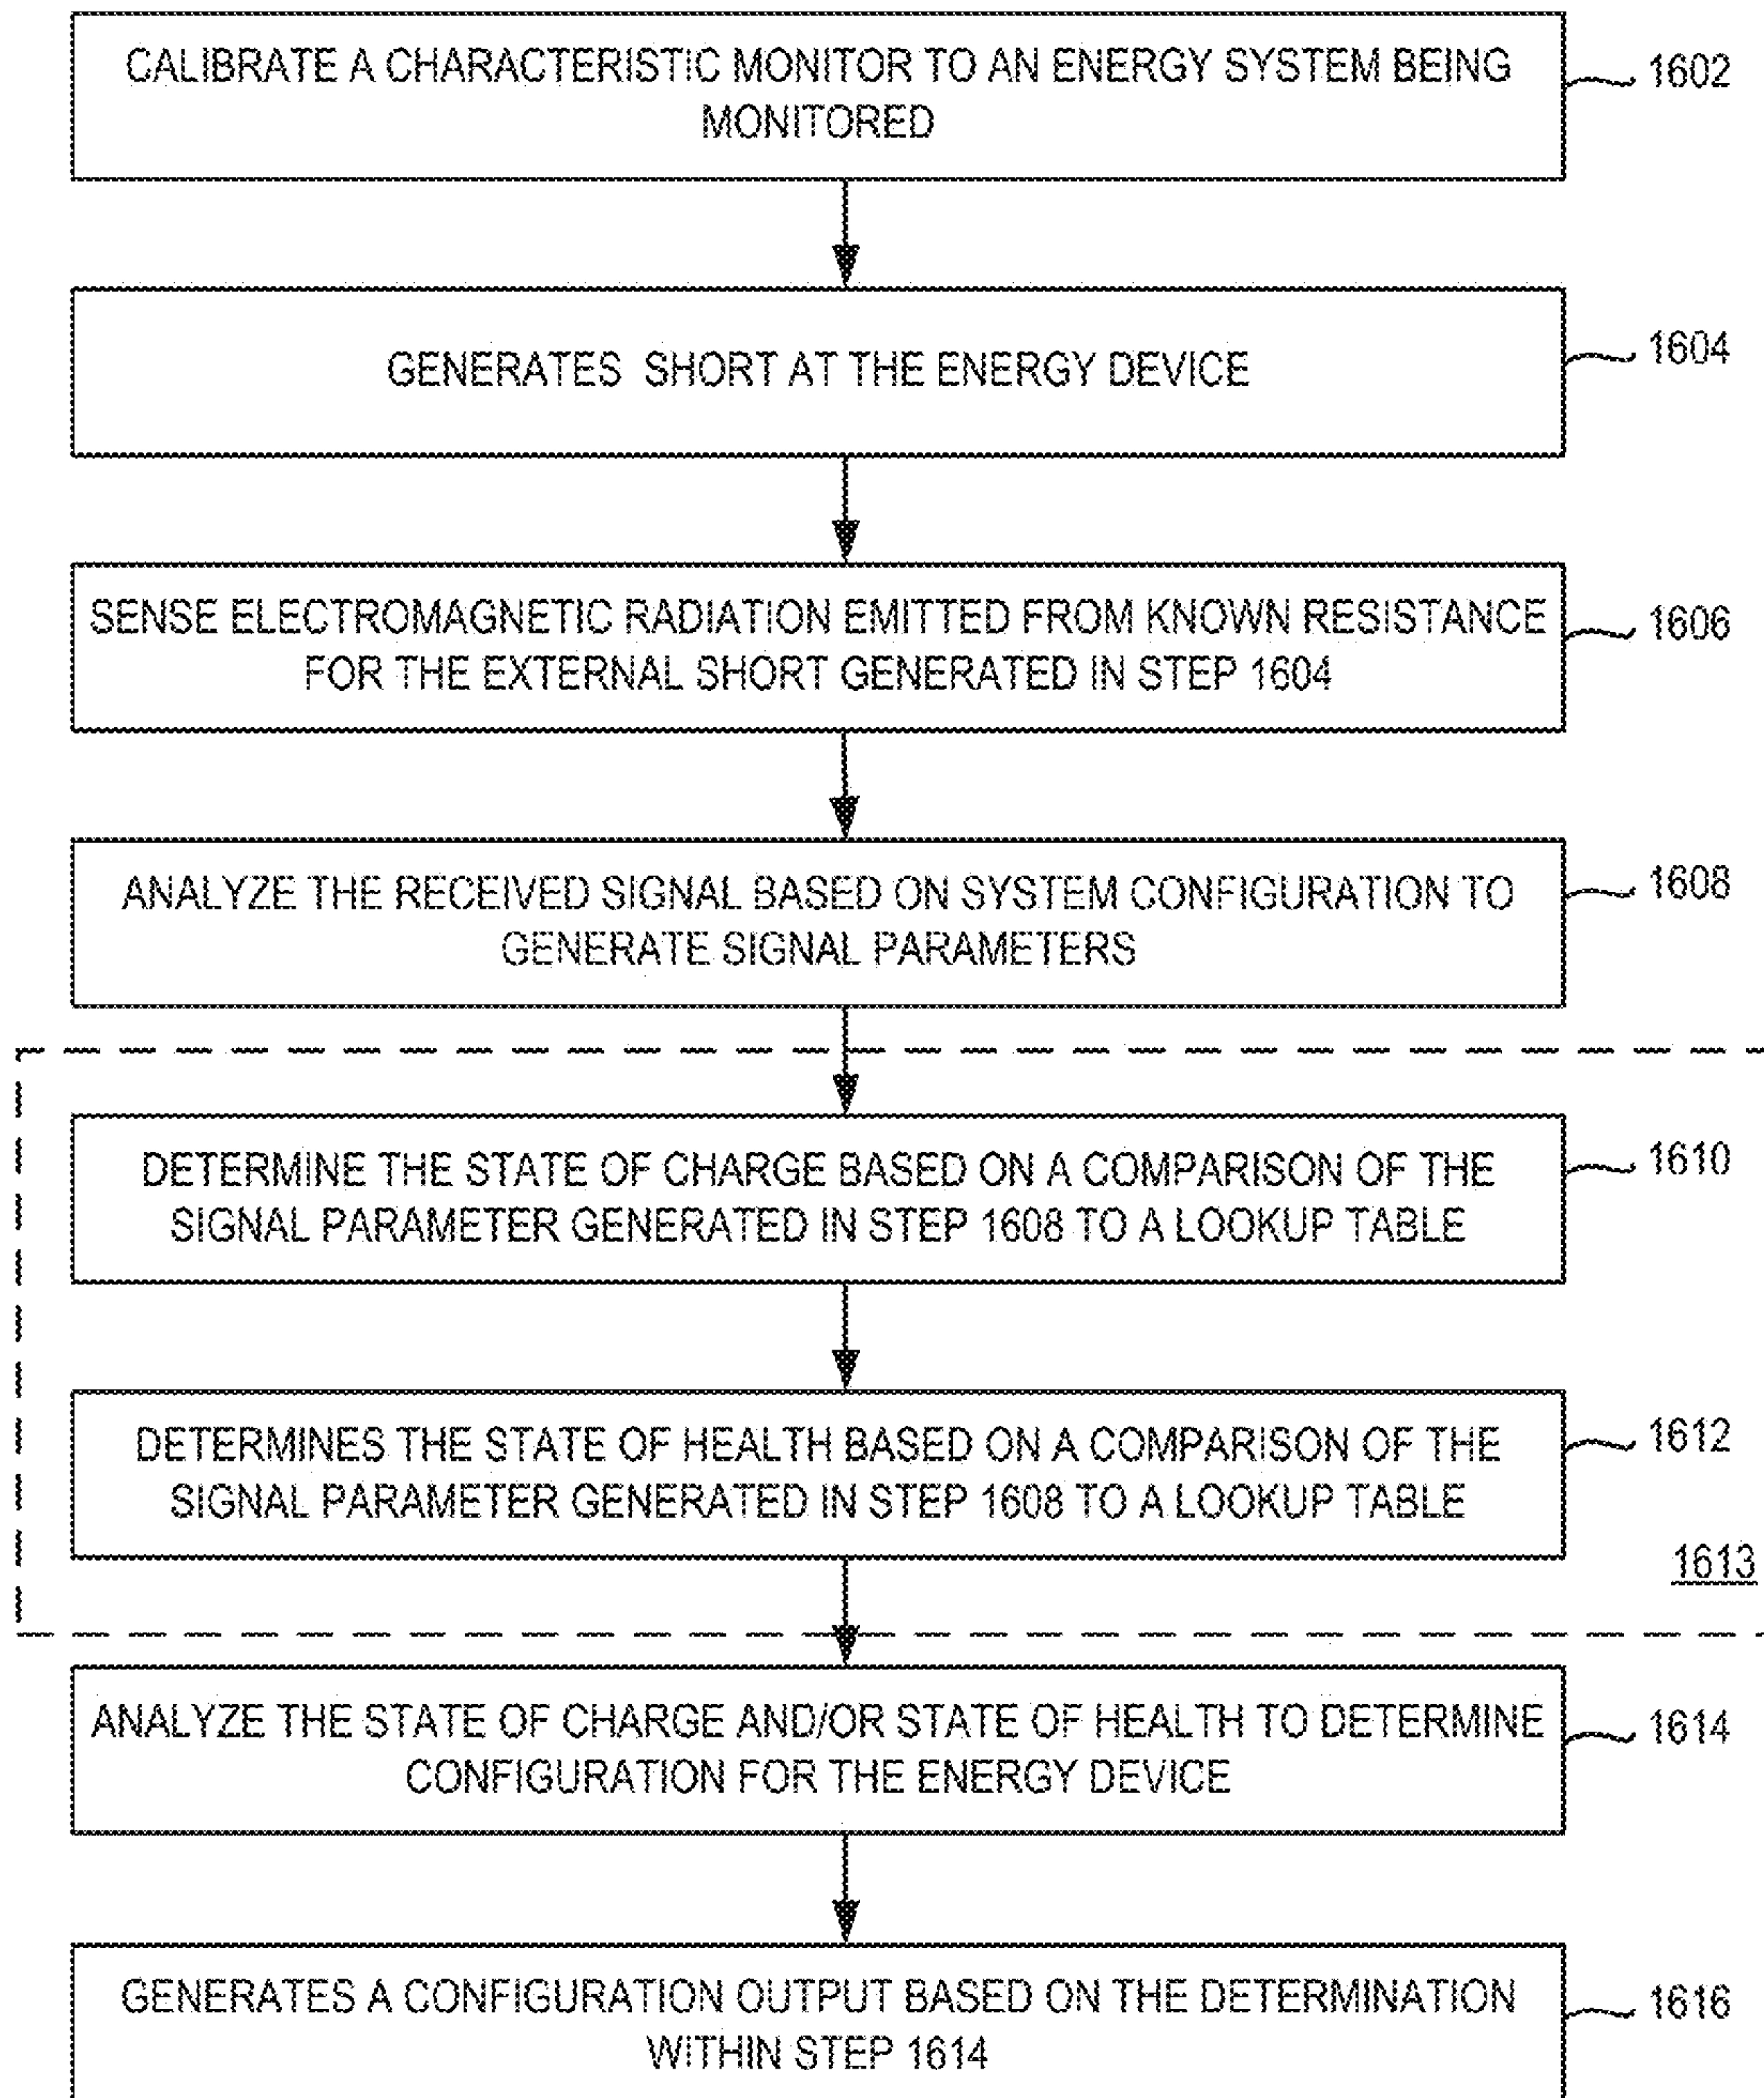 CALIBRATE A CHARACTERISTIC MONITOR TO AN ENERGY SYSTEM BEING
MONITORED
1602
GENERATES SHORT AT THE ENERGY DEVICE
1604
SENSE ELECTROMAGNETIC RADIATION EMITTED FROM KNOWN RESISTANCE
FOR THE EXTERNAL SHORT GENERATED IN STEP 1604
1606
ANALYZE THE RECEIVED SIGNAL BASED ON SYSTEM CONFIGURATION TO
GENERATE SIGNAL PARAMETERS
1608
DETERMINE THE STATE OF CHARGE BASED ON A COMPARISON OF THE
SIGNAL PARAMETER GENERATED IN STEP 1608 TO A LOOKUP TABLE
1610
DETERMINES THE STATE OF HEALTH BASED ON A COMPARISON OF THE
SIGNAL PARAMETER GENERATED IN STEP 1608 TO A LOOKUP TABLE
1612
1613
ANALYZE THE STATE OF CHARGE AND/OR STATE OF HEALTH TO DETERMINE
CONFIGURATION FOR THE ENERGY DEVICE
1614
GENERATES A CONFIGURATION OUTPUT BASED ON THE DETERMINATION
WITHIN STEP 1614
1616